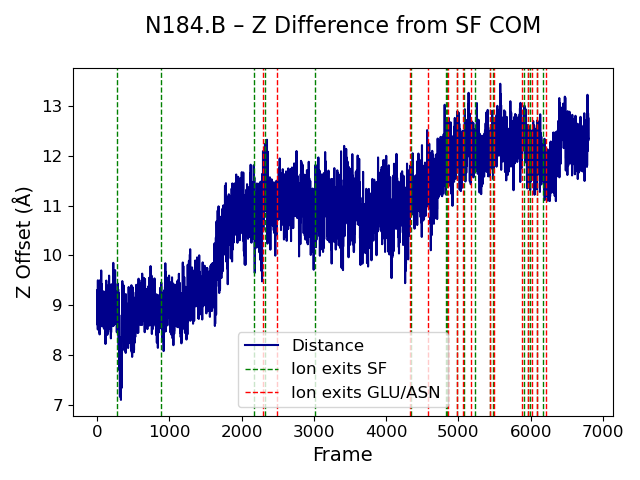 N184.B – Z Difference from SF COM
Z Offset (Å)
13
12
11
10
9
8
7
Distance
Ion exits SF
Ion exits GLU/ASN
0 1000 2000 3000 4000 5000 6000 7000
Frame